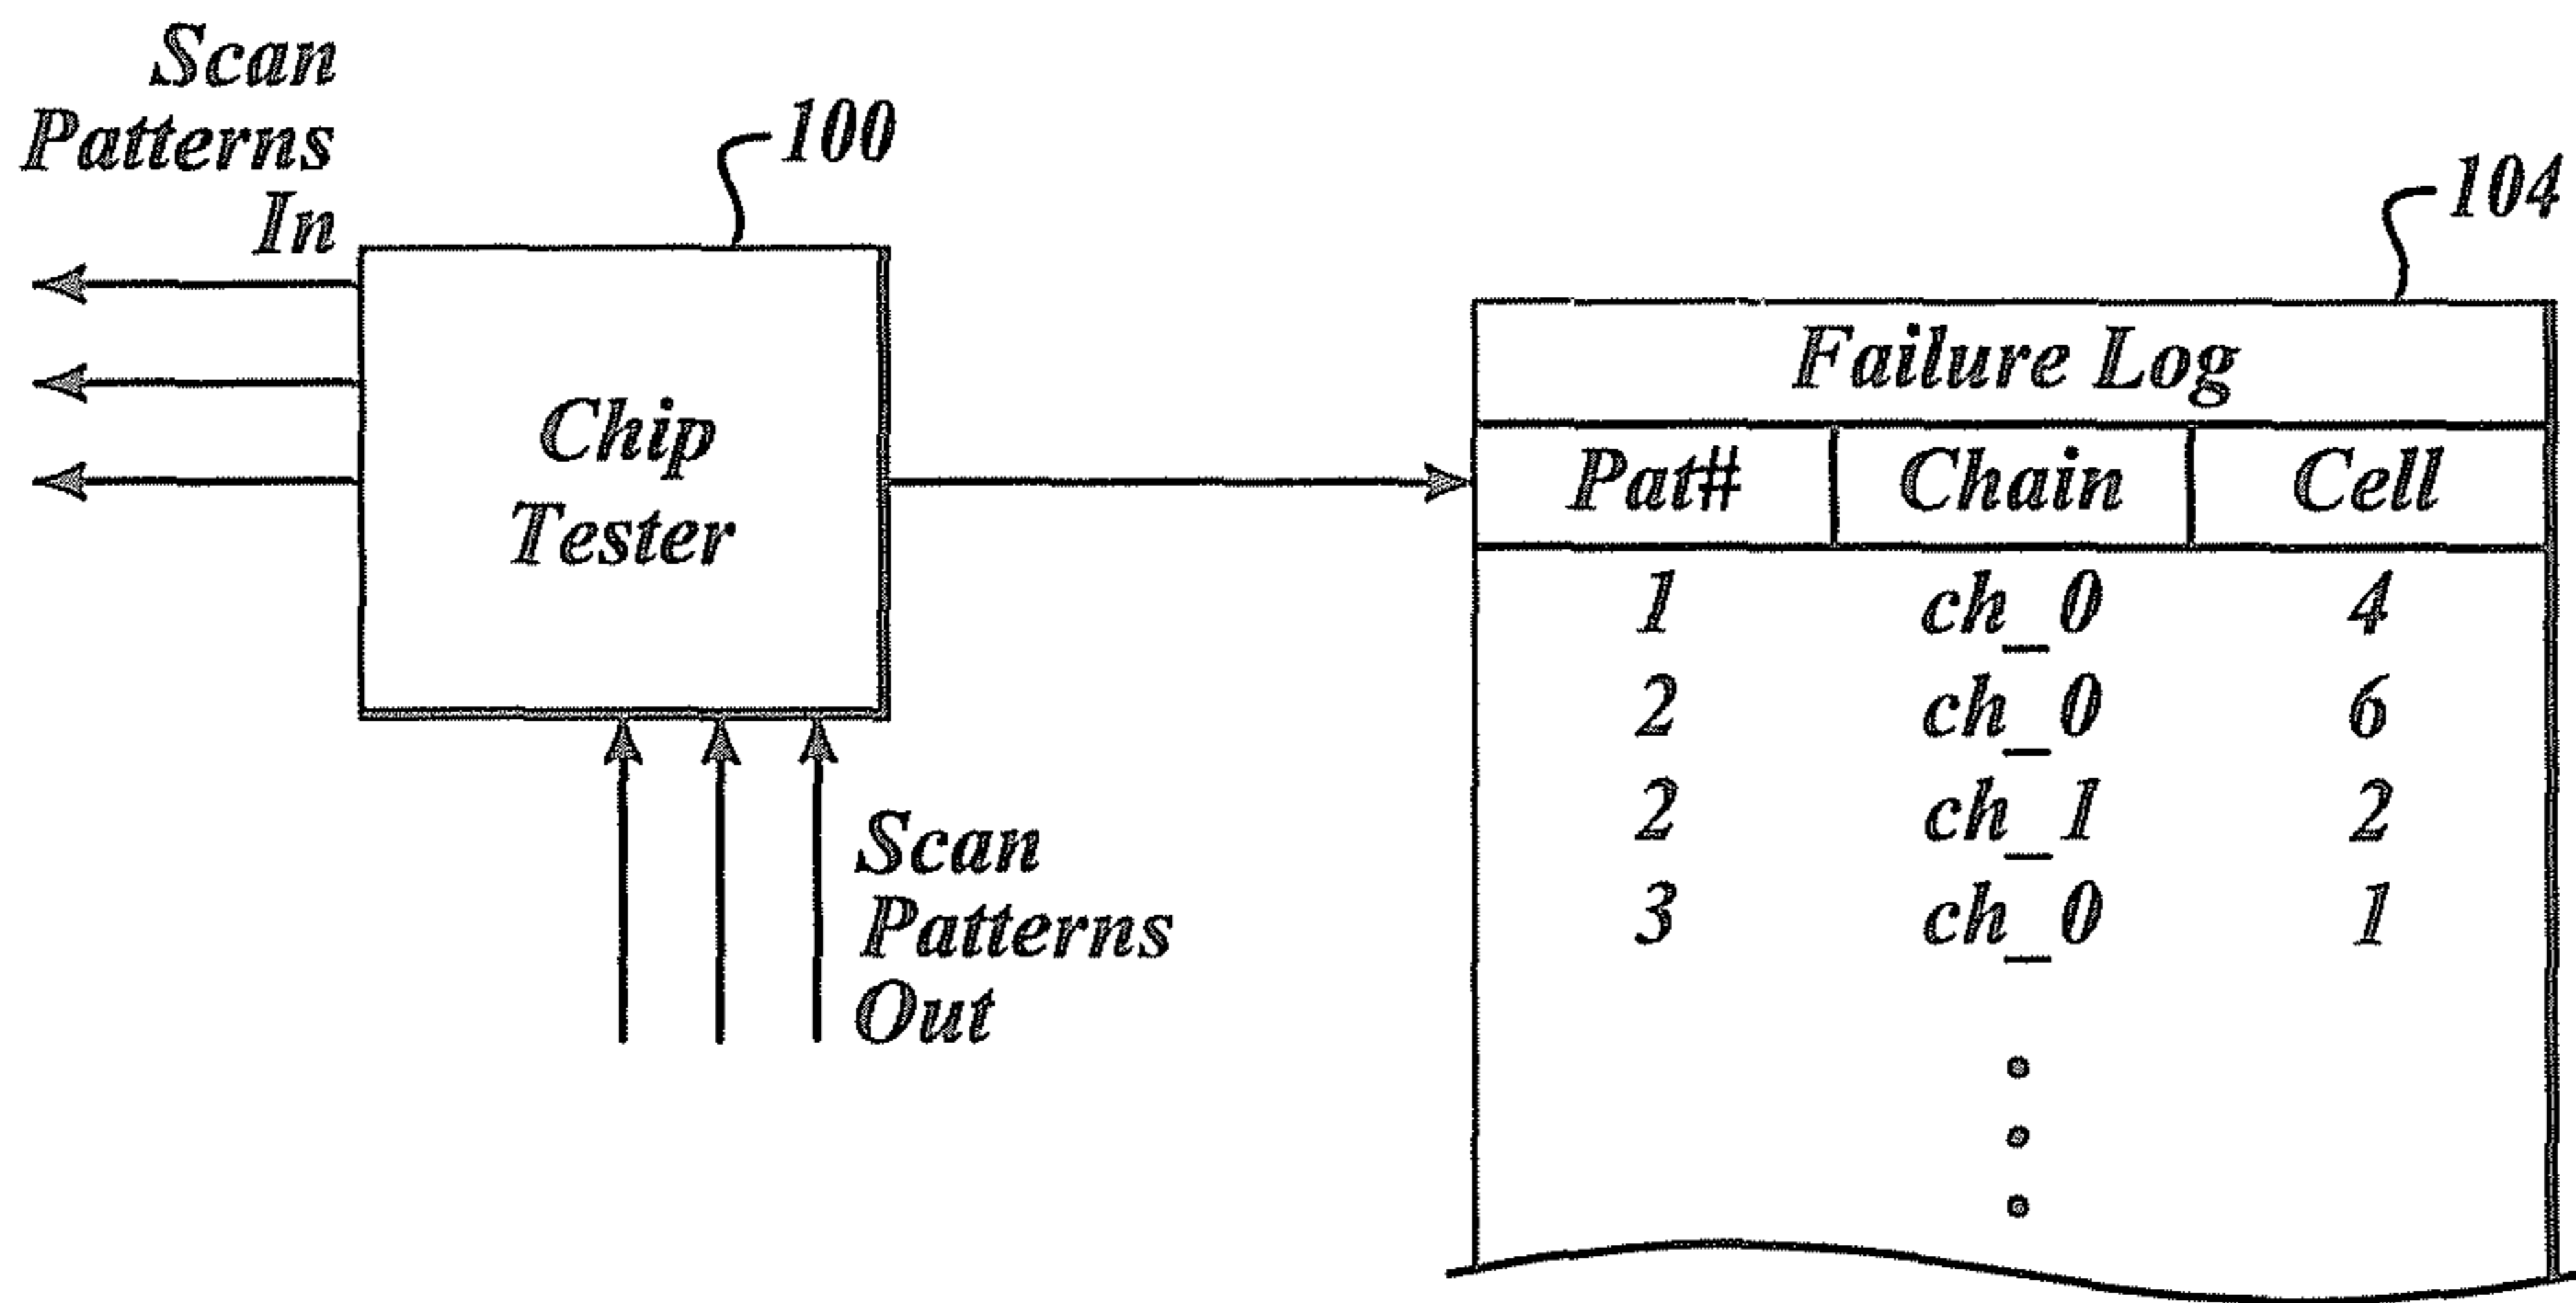 Scan
Patterns
In
100
Chip
Tester
Scan
Patterns
Out
104
Failure Log
Pat# Chain Cell
1 ch_0 4
2 ch_0 6
2 ch_1 2
3 ch_0 1